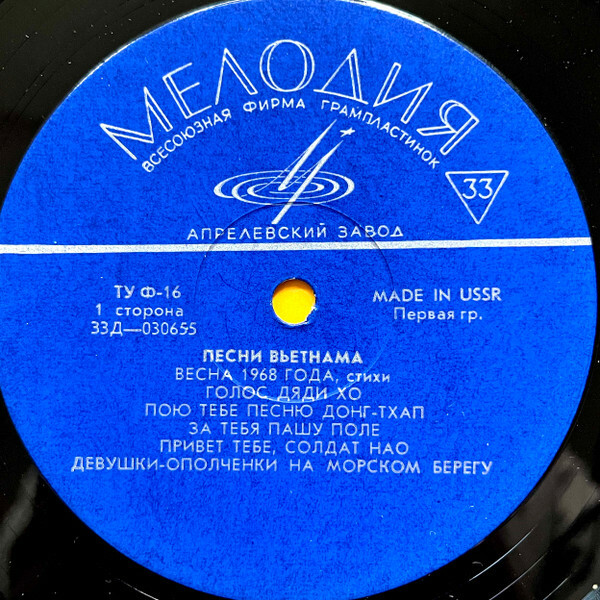 МЕЛОДИЯ
ВСЕСОЮЗНАЯ ФИРМА ГРАМПЛАСТИНОК
33
АПРЕЛЕВСКИЙ ЗАВОД
ТУ Ф-16
1 сторона
33Д—030655
MADE IN USSR
Первая гр.
ПЕСНИ ВЬЕТНАМА
ВЕСНА 1968 ГОДА, стихи
ГОЛОС ДЯДИ ХО
ПОЮ ТЕБЕ ПЕСНЮ ДОНГ-ТХАП
ЗА ТЕБЯ ПАШУ ПОЛЕ
ПРИВЕТ ТЕБЕ, СОЛДАТ НАО
ДЕВУШКИ-ОПОЛЧЕНКИ НА МОРСКОМ БЕРЕГУ